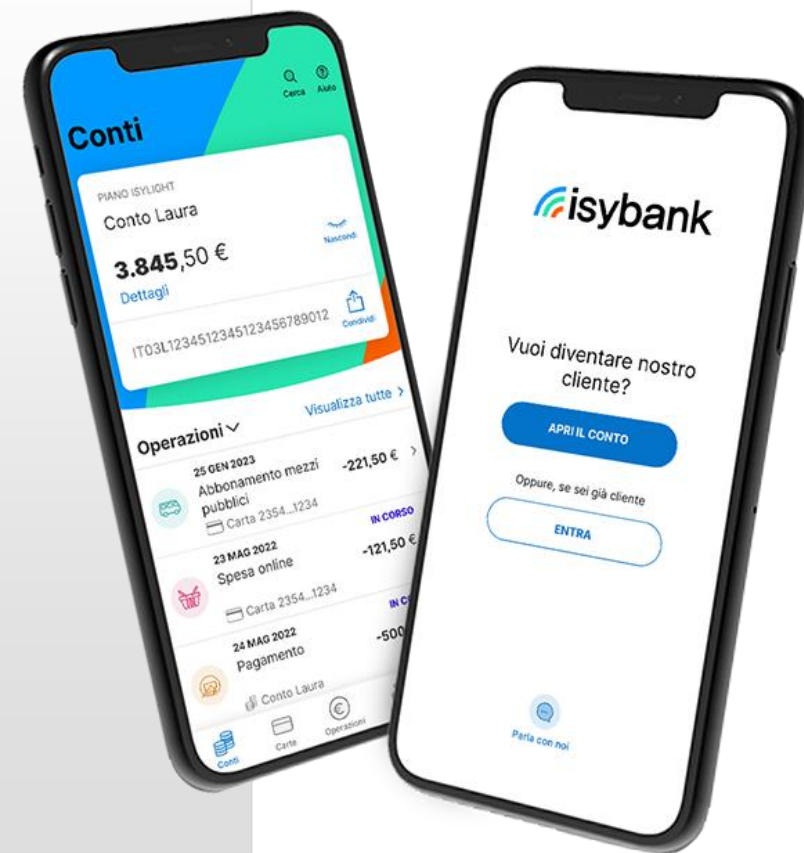 Conti
Cerca
Aiuto
PIANO ISYLIGHT
Conto Laura
3.845,50 €
Nascondi
Dettagli
IT03L1234512345123456789012
Condividi
Operazioni
Visualizza tutte >
25 GEN 2023
Abbonamento mezzi
pubblici
-221,50 € >
Carta 2354...1234
23 MAG 2022
IN CORSO
Spesa online
-121,50 €
Carta 2354...1234
24 MAG 2022
IN C
Pagamento
-500
Conto Laura
Conti
Carte
Operazioni
isybank
Vuoi diventare nostro
cliente?
APRI IL CONTO
Oppure, se sei già cliente
ENTRA
Parla con noi